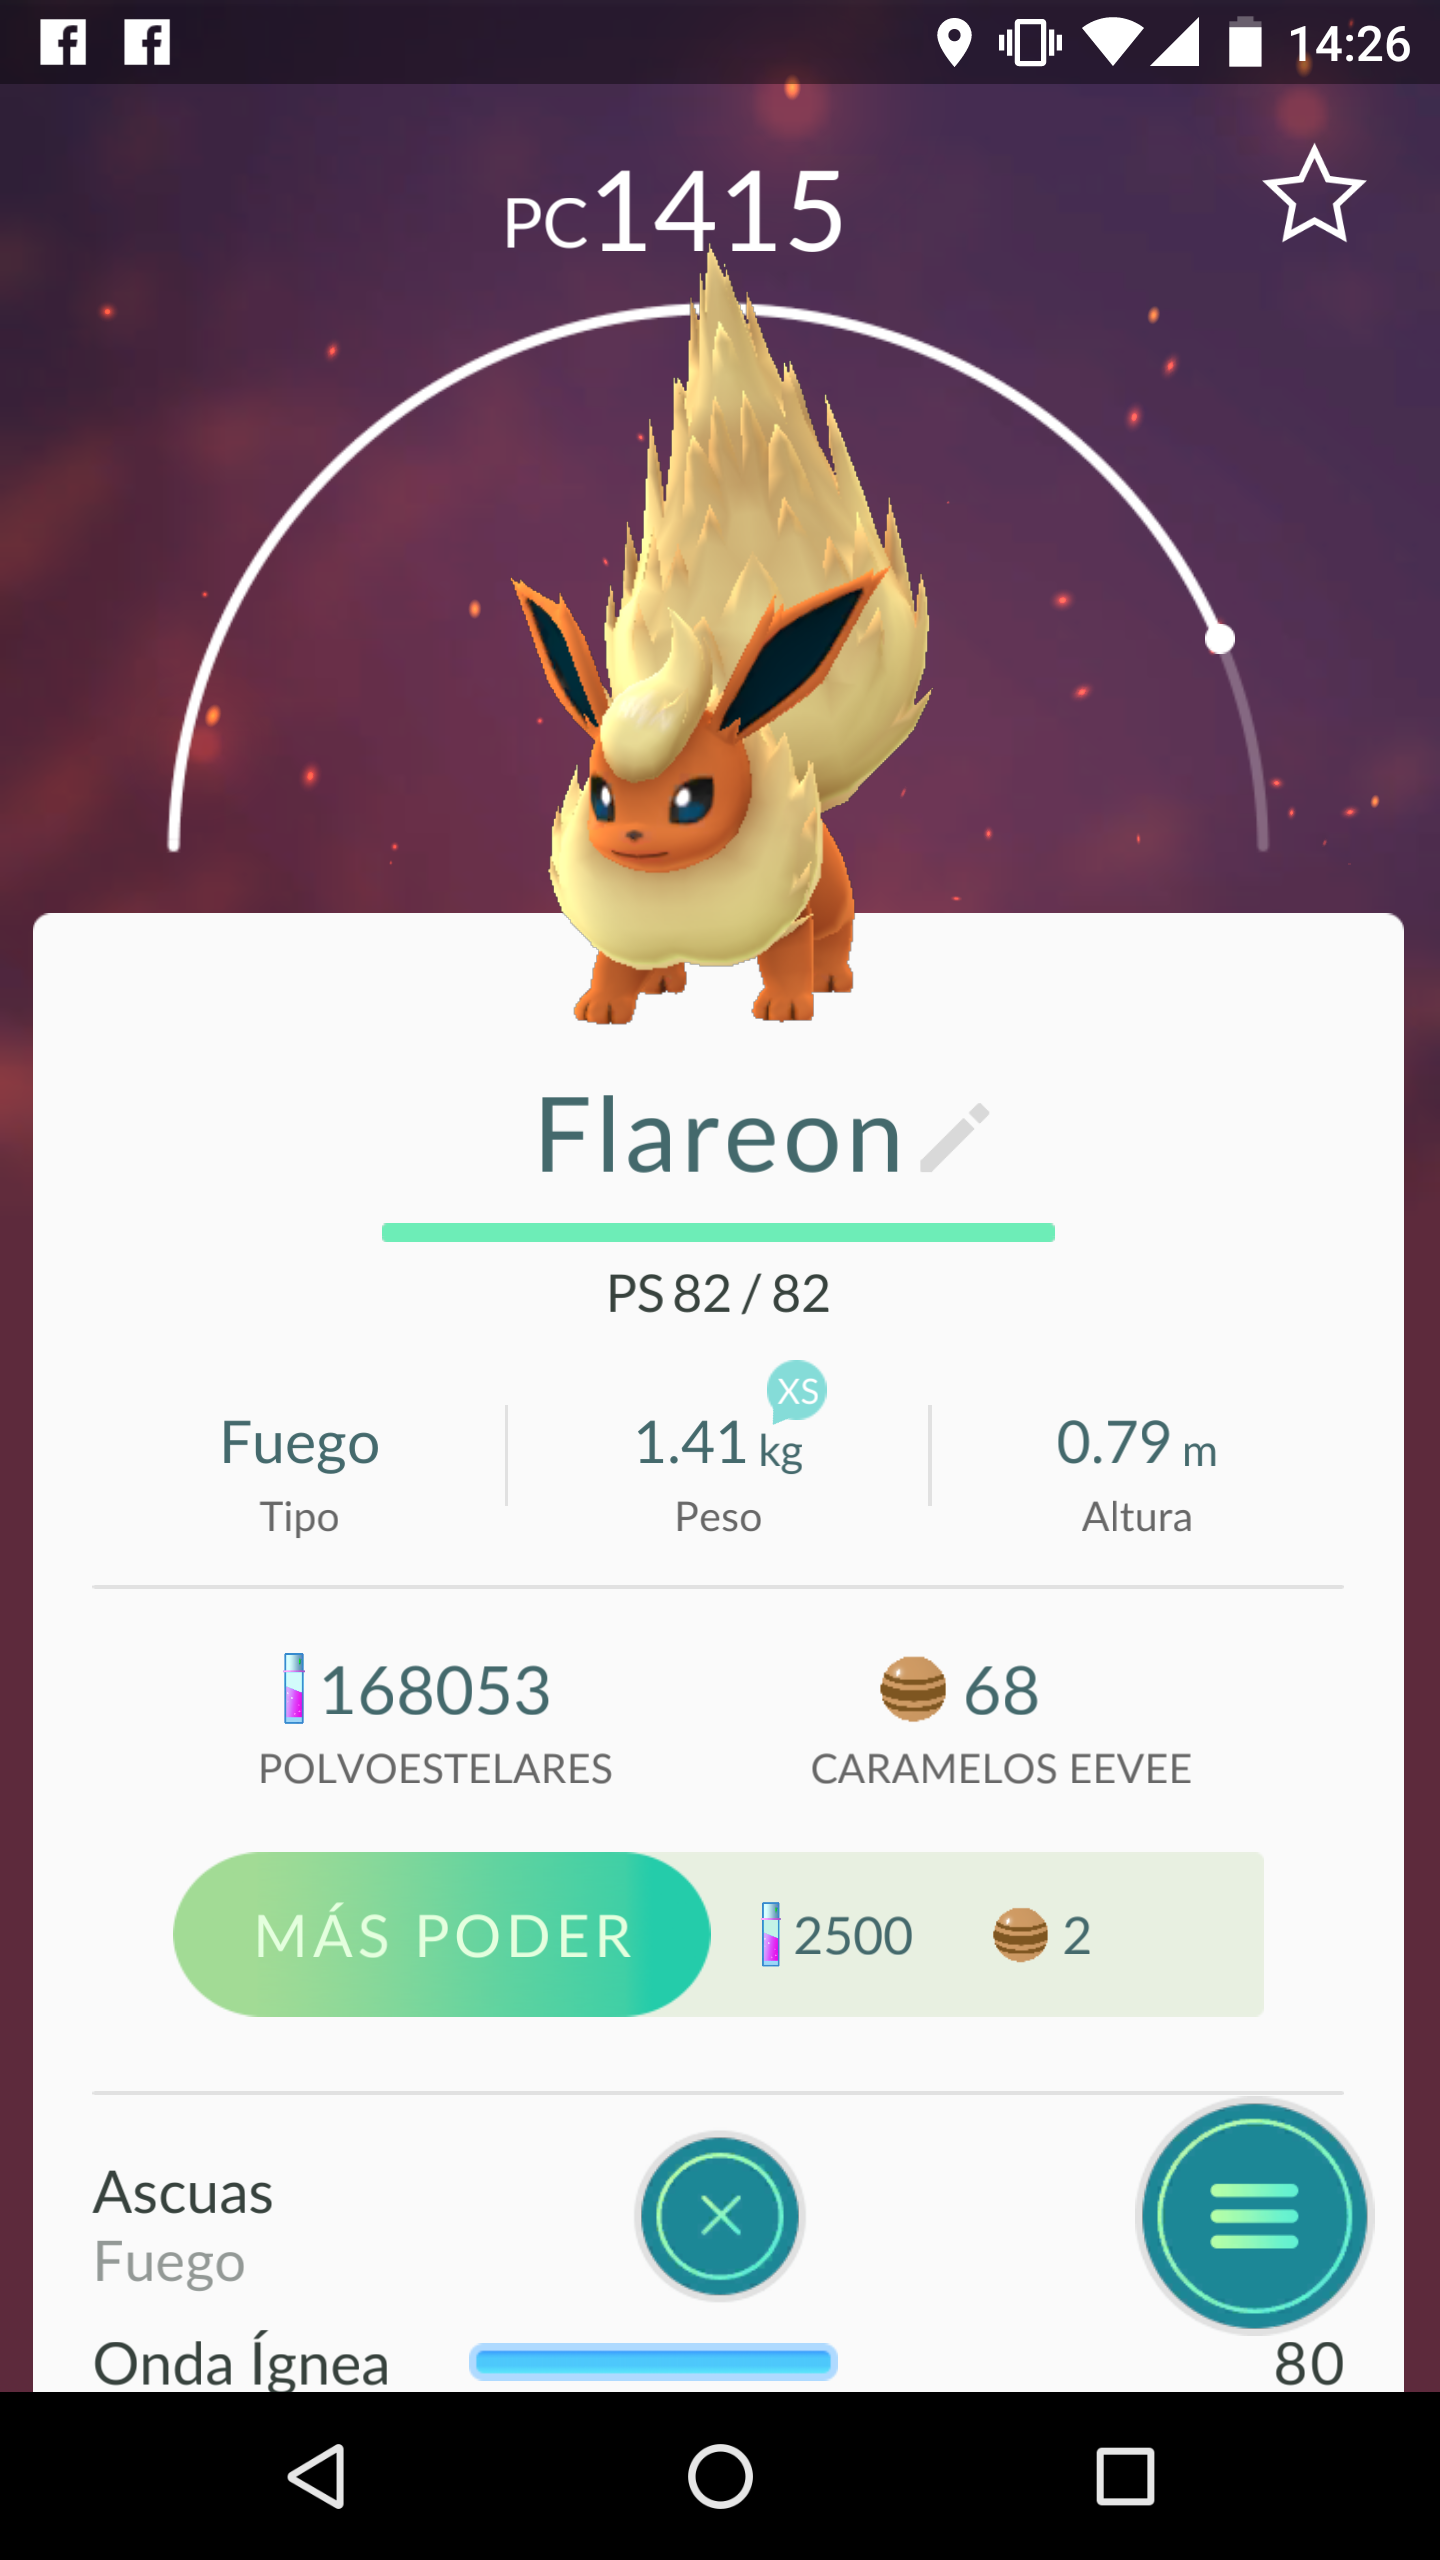 14:26
PC1415
Flareon
PS 82 / 82
XS
Fuego 1.41 kg 0.79 m
Tipo Peso Altura
168053 68
POLVOESTELARES CARAMELOS EEVEE
MÁS PODER 2500 2
Ascuas
Fuego
Onda Ígnea 80